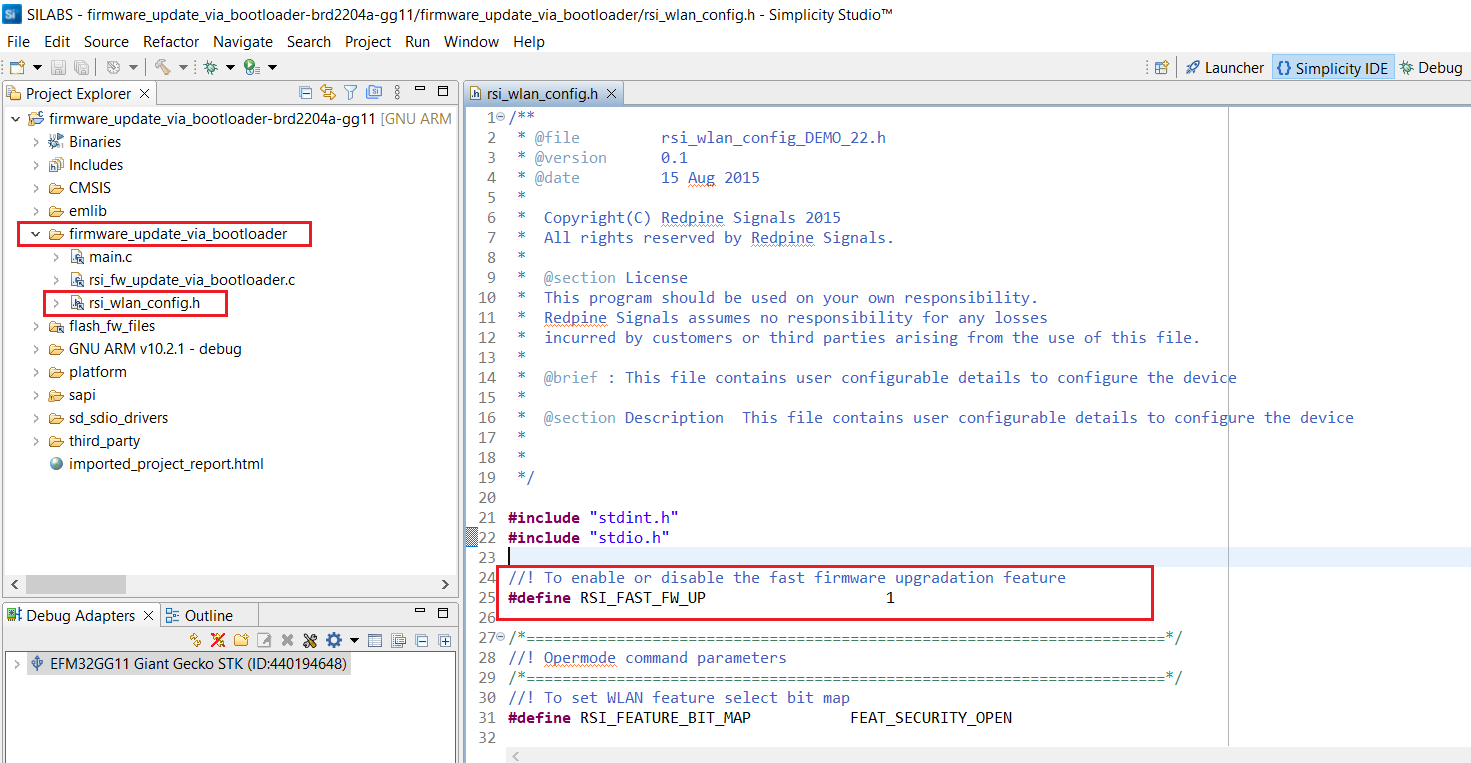 SILABS - firmware_update_via_bootloader-brd2204a-gg11/firmware_update_via_bootloader/rsi_wlan_config.h - Simplicity Studio™
File Edit Source Refactor Navigate Search Project Run Window Help
Launcher Simplicity IDE Debug
Project Explorer
firmware_update_via_bootloader-brd2204a-gg11 [GNU ARM
Binaries
Includes
CMSIS
emlib
firmware_update_via_bootloader
main.c
rsi_fw_update_via_bootloader.c
rsi_wlan_config.h
flash_fw_files
GNU ARM v10.2.1 - debug
platform
sapi
sd_sdio_drivers
third_party
imported_project_report.html
Debug Adapters Outline
EFM32GG11 Giant Gecko STK (ID:440194648)
rsi_wlan_config.h
1 /**
2 * @file rsi_wlan_config_DEMO_22.h
3 * @version 0.1
4 * @date 15 Aug 2015
5 *
6 * Copyright(C) Redpine Signals 2015
7 * All rights reserved by Redpine Signals.
8 *
9 * @section License
10 * This program should be used on your own responsibility.
11 * Redpine Signals assumes no responsibility for any losses
12 * incurred by customers or third parties arising from the use of this file.
13 *
14 * @brief : This file contains user configurable details to configure the device
15 *
16 * @section Description This file contains user configurable details to configure the device
17 *
18 *
19 */
20
21 #include "stdint.h"
22 #include "stdio.h"
23
24 //! To enable or disable the fast firmware upgradation feature
25 #define RSI_FAST_FW_UP 1
26
27 /*=======================================================================*/
28 //! Opermode command parameters
29 /*=======================================================================*/
30 //! To set WLAN feature select bit map
31 #define RSI_FEATURE_BIT_MAP FEAT_SECURITY_OPEN
32